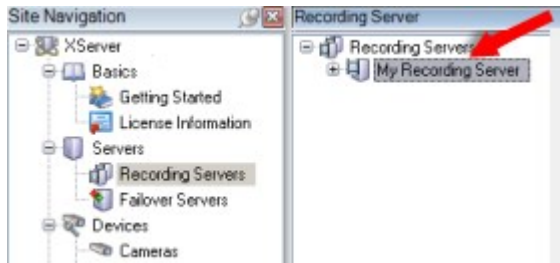 Site Navigation
XServer
Basics
Getting Started
License Information
Servers
Recording Servers
Failover Servers
Devices
Cameras
Recording Server
Recording Servers
My Recording Server